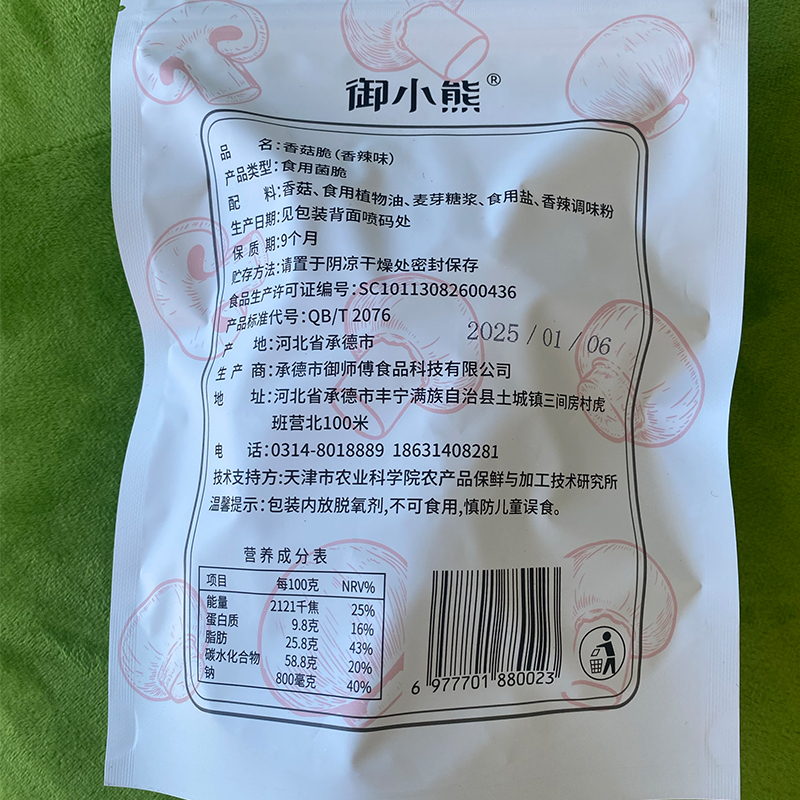 御小熊®
品 名:香菇脆(香辣味)
产品类型:食用菌脆
配 料:香菇、食用植物油、麦芽糖浆、食用盐、香辣调味粉
生产日期:见包装背面喷码处
保 质 期:9个月
贮存方法:请置于阴凉干燥处密封保存
食品生产许可证编号:SC10113082600436
产品标准代号:QB/T 2076
2025/01/06
产 地:河北省承德市
生 产 商:承德市御师傅食品科技有限公司
地 址:河北省承德市丰宁满族自治县土城镇三间房村虎
班营北100米
电 话:0314-8018889 18631408281
技术支持方:天津市农业科学院农产品保鲜与加工技术研究所
温馨提示:包装内放脱氧剂,不可食用,慎防儿童误食。
营养成分表
项目 每100克 NRV%
能量 2121千焦 25%
蛋白质 9.8克 16%
脂肪 25.8克 43%
碳水化合物 58.8克 20%
钠 800毫克 40%
6 977701 880023